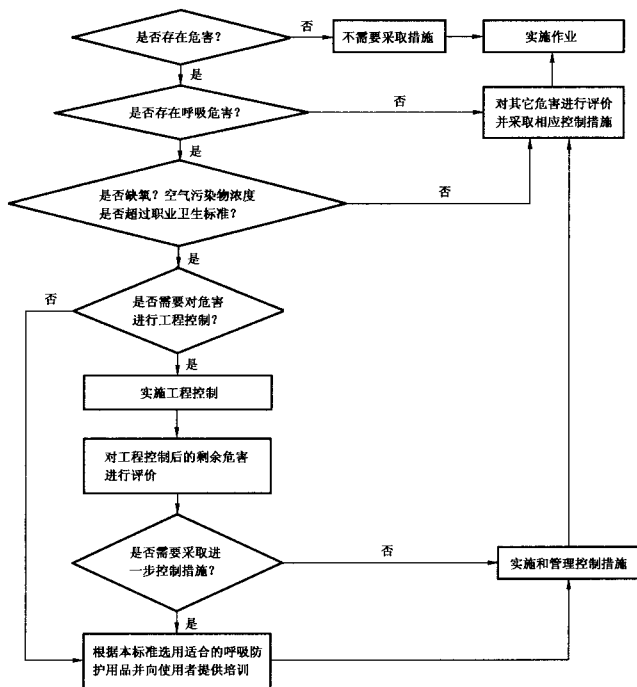 是否存在危害?
否
不需要采取措施
实施作业
是
是否存在呼吸危害?
否
对其它危害进行评价
并采取相应控制措施
是
是否缺氧?空气污染物浓度
是否超过职业卫生标准?
否
是
是否需要对危害
进行工程控制?
否
是
实施工程控制
对工程控制后的剩余危害
进行评价
是否需要采取进
一步控制措施?
否
实施和管理控制措施
是
根据本标准选用适合的呼吸防
护用品并向使用者提供培训